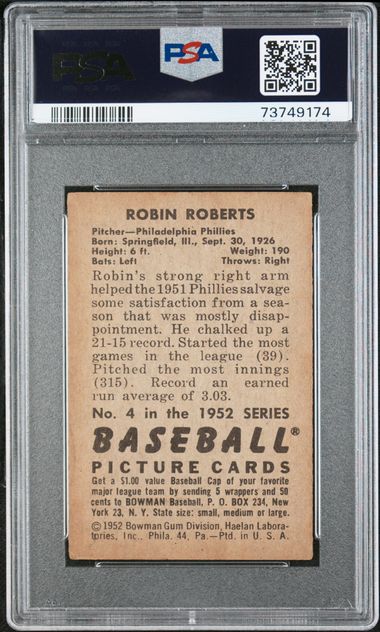 PSA
PSA
73749174
ROBIN ROBERTS
Pitcher—Philadelphia Phillies
Born: Springfield, Ill., Sept. 30, 1926
Height: 6 ft. Weight: 190
Bats: Left Throws: Right
Robin's strong right arm
helped the 1951 Phillies salvage
some satisfaction from a sea-
son that was mostly disap-
pointment. He chalked up a
21-15 record. Started the most
games in the league (39).
Pitched the most innings
(315). Record an earned
run average of 3.03.
No. 4 in the 1952 SERIES
BASEBALL®
PICTURE CARDS
Get a $1.00 value Baseball Cap of your favorite
major league team by sending 5 wrappers and 50
cents to BOWMAN Baseball, P. O. BOX 234, New
York 23, N. Y. State size: small, medium or large.
©1952 Bowman Gum Division, Haelan Labora-
tories, Inc., Phila. 44, Pa.—Ptd. in U. S. A.